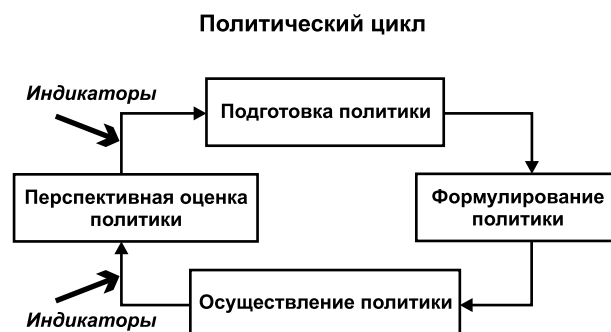 Политический цикл
Индикаторы
Подготовка политики
Перспективная оценка
политики
Формулирование
политики
Осуществление политики
Индикаторы